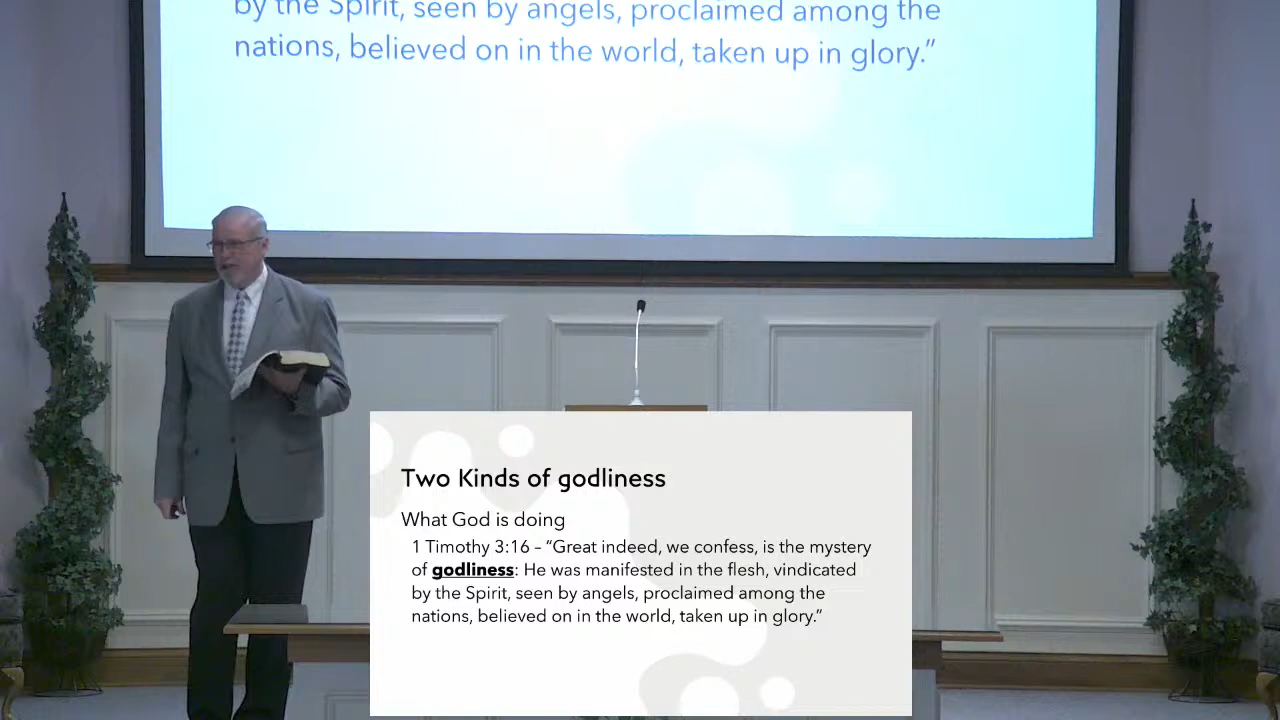 by the Spirit, seen by angels, proclaimed among the
nations, believed on in the world, taken up in glory.”
Two Kinds of godliness
What God is doing
1 Timothy 3:16 – “Great indeed, we confess, is the mystery
of godliness: He was manifested in the flesh, vindicated
by the Spirit, seen by angels, proclaimed among the
nations, believed on in the world, taken up in glory.”